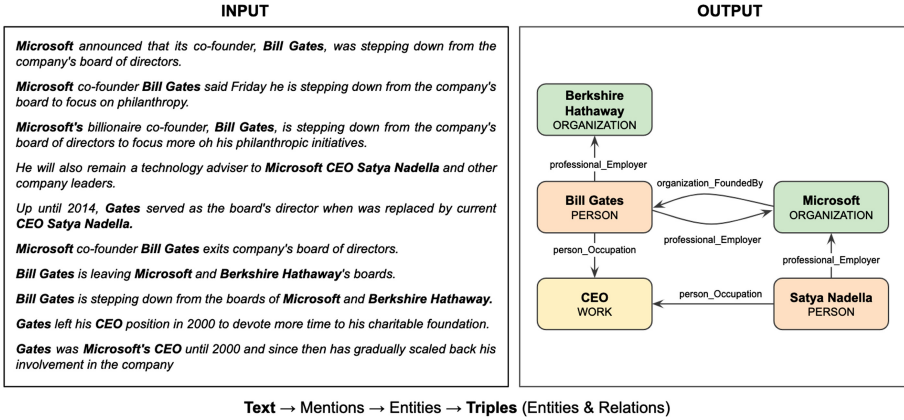 INPUT
Microsoft announced that its co-founder, Bill Gates, was stepping down from the
company's board of directors.
Microsoft co-founder Bill Gates said Friday he is stepping down from the company's
board to focus on philanthropy.
Microsoft's billionaire co-founder, Bill Gates, is stepping down from the company's
board of directors to focus more oh his philanthropic initiatives.
He will also remain a technology adviser to Microsoft CEO Satya Nadella and other
company leaders.
Up until 2014, Gates served as the board's director when was replaced by current
CEO Satya Nadella.
Microsoft co-founder Bill Gates exits company's board of directors.
Bill Gates is leaving Microsoft and Berkshire Hathaway's boards.
Bill Gates is stepping down from the boards of Microsoft and Berkshire Hathaway.
Gates left his CEO position in 2000 to devote more time to his charitable foundation.
Gates was Microsoft's CEO until 2000 and since then has gradually scaled back his
involvement in the company
OUTPUT
Berkshire
Hathaway
ORGANIZATION
professional_Employer
organization_FoundedBy
Bill Gates
PERSON
Microsoft
ORGANIZATION
professional_Employer
person_Occupation
professional_Employer
CEO
WORK
person_Occupation
Satya Nadella
PERSON
Text → Mentions → Entities → Triples (Entities & Relations)